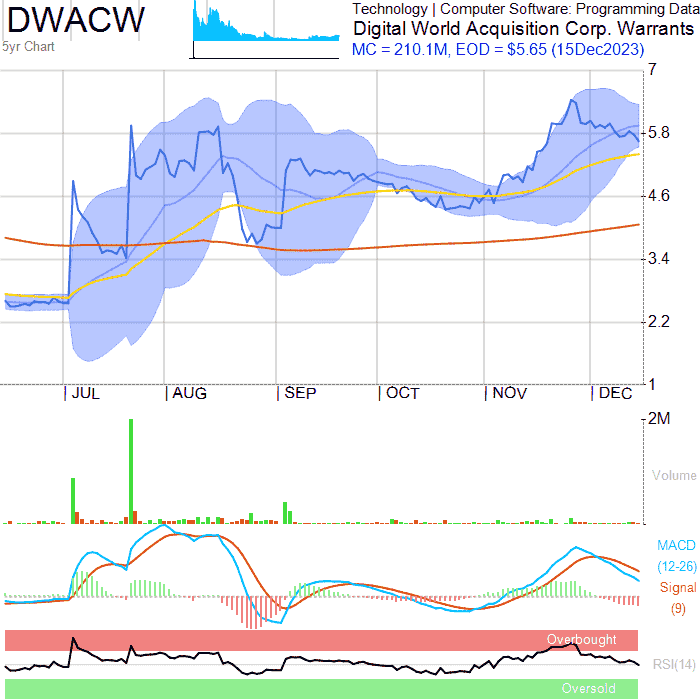 DWACW
5yr Chart
Technology | Computer Software: Programming Data
Digital World Acquisition Corp. Warrants
MC = 210.1M, EOD = $5.65 (15Dec2023)
7
5.8
4.6
3.4
2.2
1
JUL AUG SEP OCT NOV DEC
2M
Volume
MACD
(12-26)
Signal
(9)
Overbought
RSI(14)
Oversold